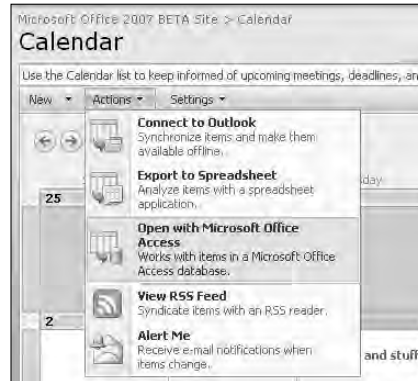 Microsoft Office 2007 BETA Site > Calendar
Calendar
Use the Calendar list to keep informed of upcoming meetings, deadlines, an
New Actions Settings
Connect to Outlook
Synchronize items and make them
available offline.
Export to Spreadsheet
Analyze items with a spreadsheet
application.
day
25
Open with Microsoft Office
Access
Works with items in a Microsoft Office
Access database.
View RSS Feed
Syndicate items with an RSS reader.
2
Alert Me
Receive e-mail notifications when
items change.
and stuff